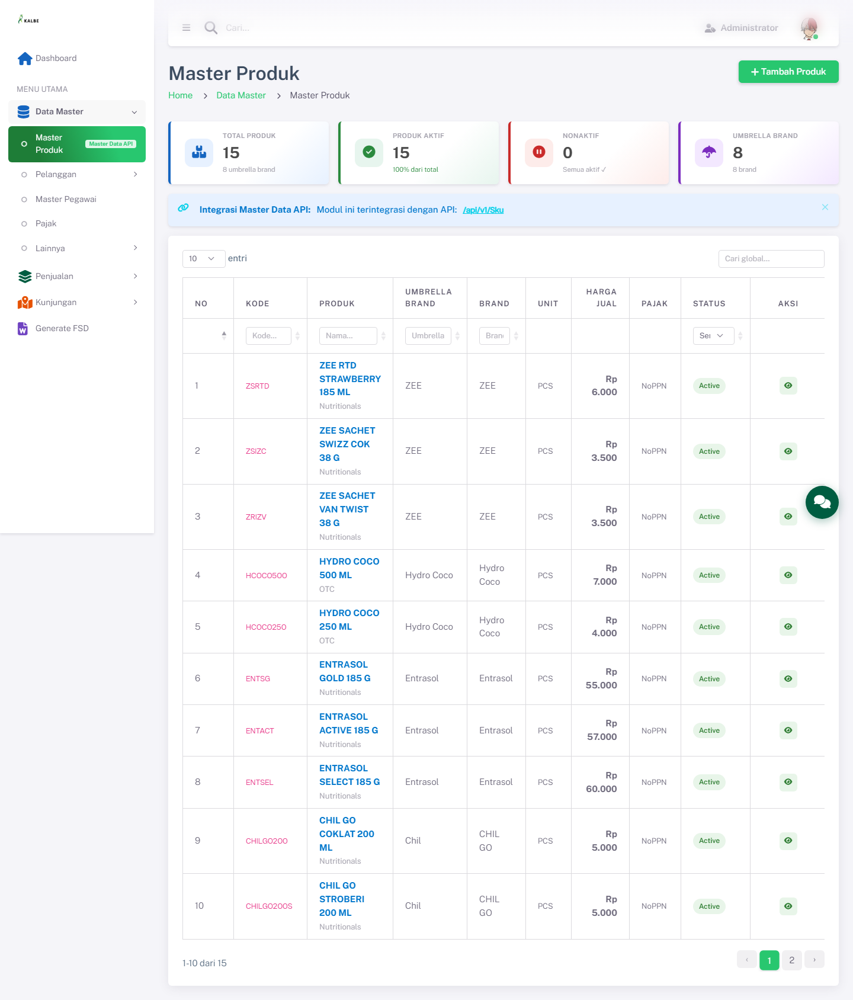 KALBE
Dashboard
MENU UTAMA
Data Master
Master
Produk
Master Data API
Pelanggan
Master Pegawai
Pajak
Lainnya
Penjualan
Kunjungan
Generate FSD
Cari...
Administrator
Master Produk
Home > Data Master > Master Produk
+ Tambah Produk
TOTAL PRODUK
15
8 umbrella brand
PRODUK AKTIF
15
100% dari total
NONAKTIF
0
Semua aktif ✓
UMBRELLA BRAND
8
8 brand
Integrasi Master Data API: Modul ini terintegrasi dengan API: /api/v1/Sku
10 entri
Cari global...
NO KODE PRODUK UMBRELLA BRAND BRAND UNIT HARGA JUAL PAJAK STATUS AKSI
Kode... Nama... Umbrella Bran Ser
1 ZSRTD ZEE RTD STRAWBERRY 185 ML Nutritionals ZEE ZEE PCS Rp 6.000 NoPPN Active
2 ZSIZC ZEE SACHET SWIZZ COK 38 G Nutritionals ZEE ZEE PCS Rp 3.500 NoPPN Active
3 ZRIZV ZEE SACHET VAN TWIST 38 G Nutritionals ZEE ZEE PCS Rp 3.500 NoPPN Active
4 HCOCO500 HYDRO COCO 500 ML OTC Hydro Coco Hydro Coco PCS Rp 7.000 NoPPN Active
5 HCOCO250 HYDRO COCO 250 ML OTC Hydro Coco Hydro Coco PCS Rp 4.000 NoPPN Active
6 ENTSG ENTRASOL GOLD 185 G Nutritionals Entrasol Entrasol PCS Rp 55.000 NoPPN Active
7 ENTACT ENTRASOL ACTIVE 185 G Nutritionals Entrasol Entrasol PCS Rp 57.000 NoPPN Active
8 ENTSEL ENTRASOL SELECT 185 G Nutritionals Entrasol Entrasol PCS Rp 60.000 NoPPN Active
9 CHILGO200 CHIL GO COKLAT 200 ML Nutritionals Chil CHIL GO PCS Rp 5.000 NoPPN Active
10 CHILGO200S CHIL GO STROBERI 200 ML Nutritionals Chil CHIL GO PCS Rp 5.000 NoPPN Active
1-10 dari 15
‹ 1 2 ›